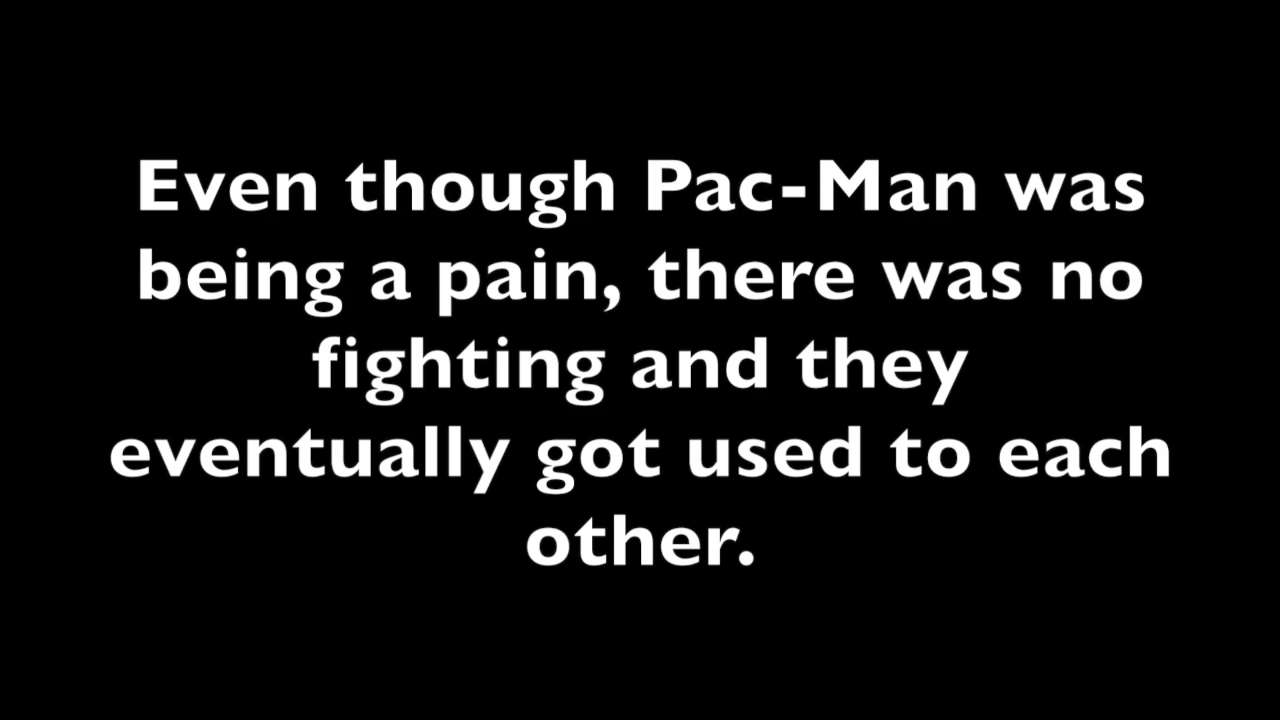 Even though Pac-Man was
being a pain, there was no
fighting and they
eventually got used to each
other.